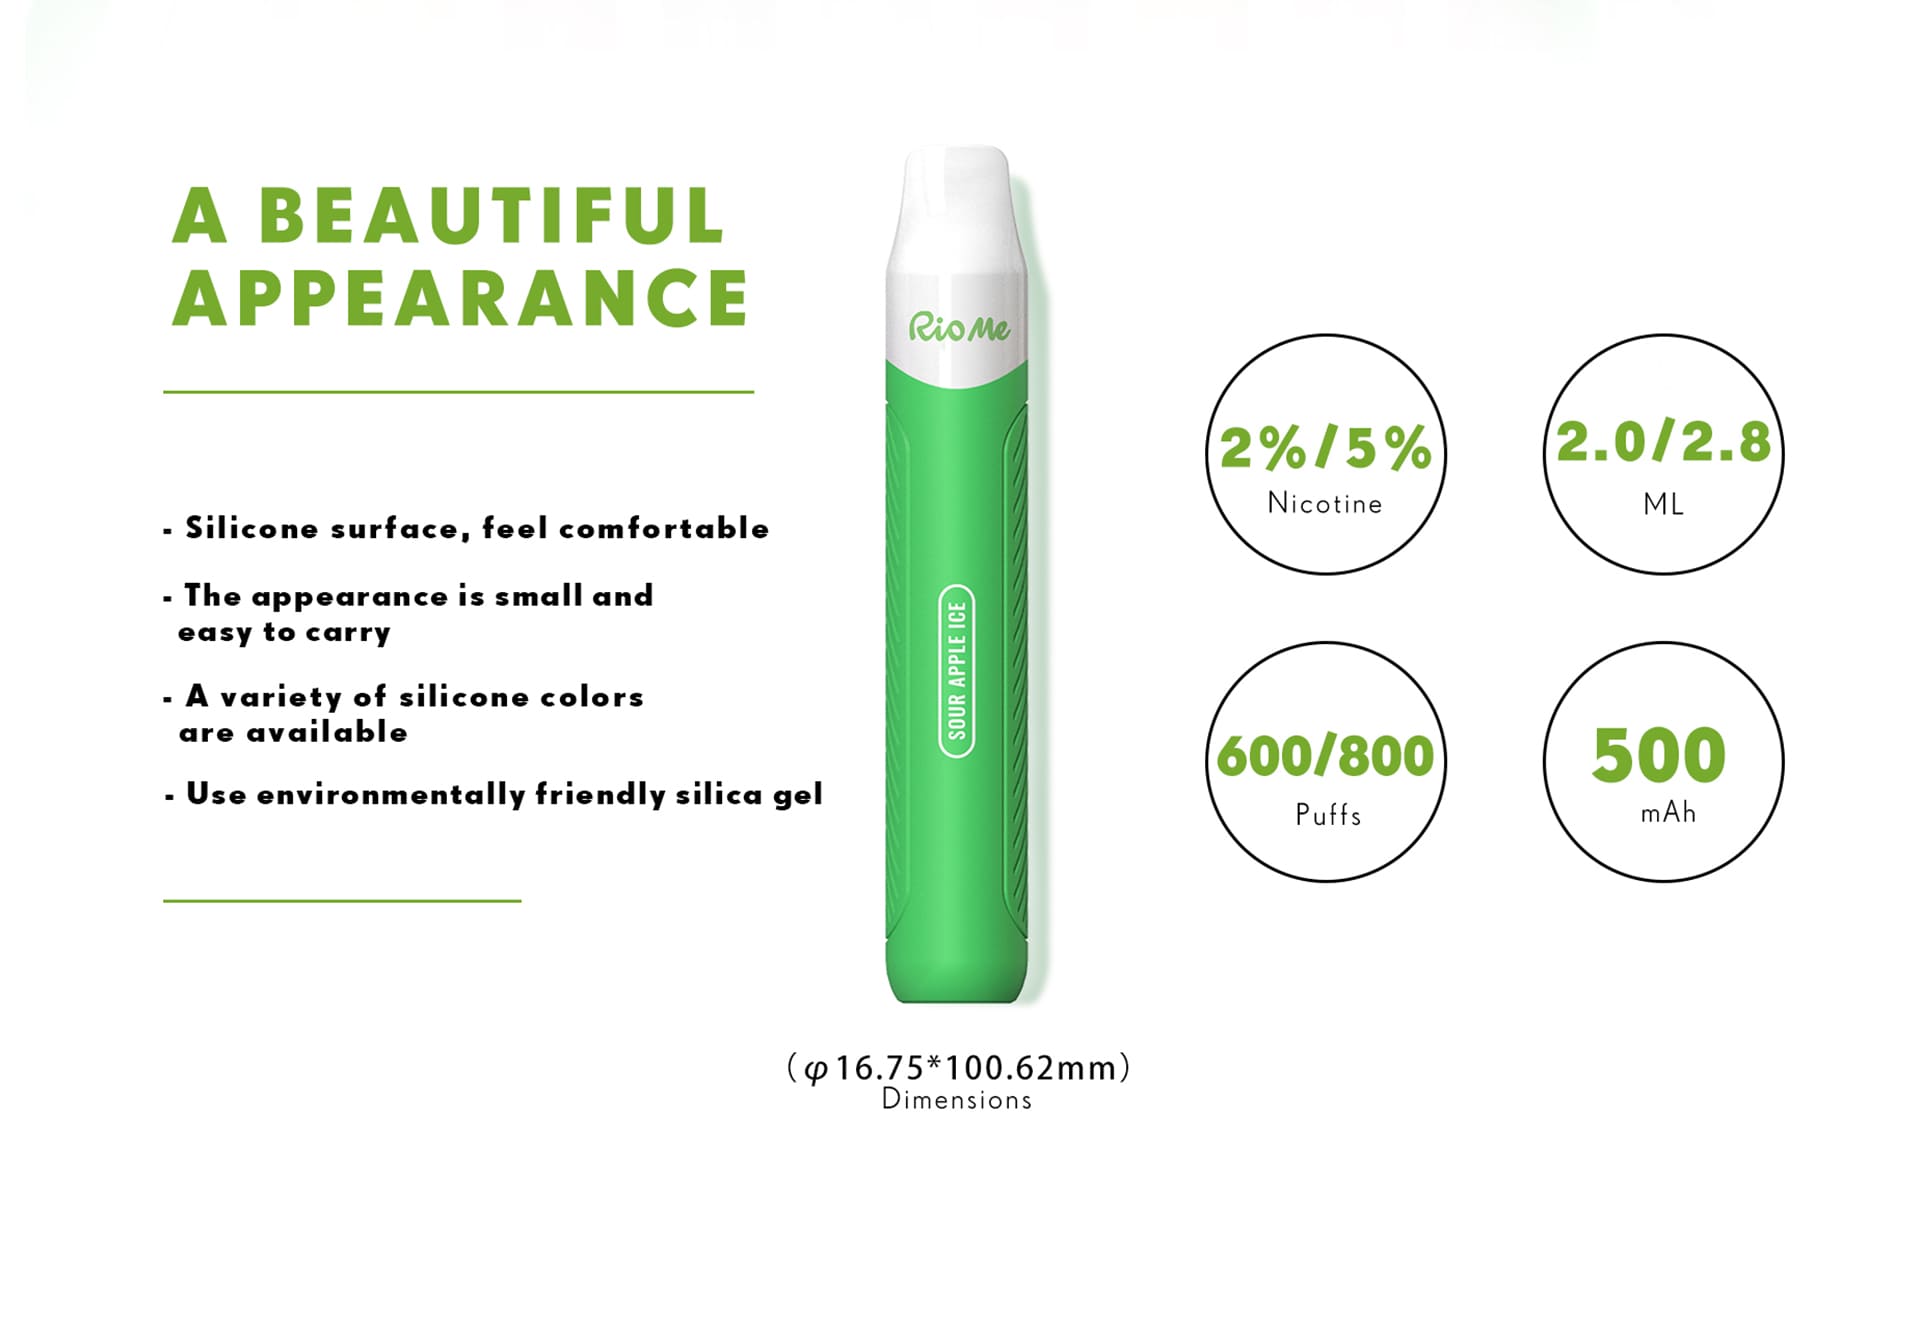 A BEAUTIFUL
APPEARANCE
- Silicone surface, feel comfortable
- The appearance is small and
easy to carry
- A variety of silicone colors
are available
- Use environmentally friendly silica gel
Rio Me
SOUR APPLE ICE
(φ16.75*100.62mm)
Dimensions
2%/5%
Nicotine
2.0/2.8
ML
600/800
Puffs
500
mAh